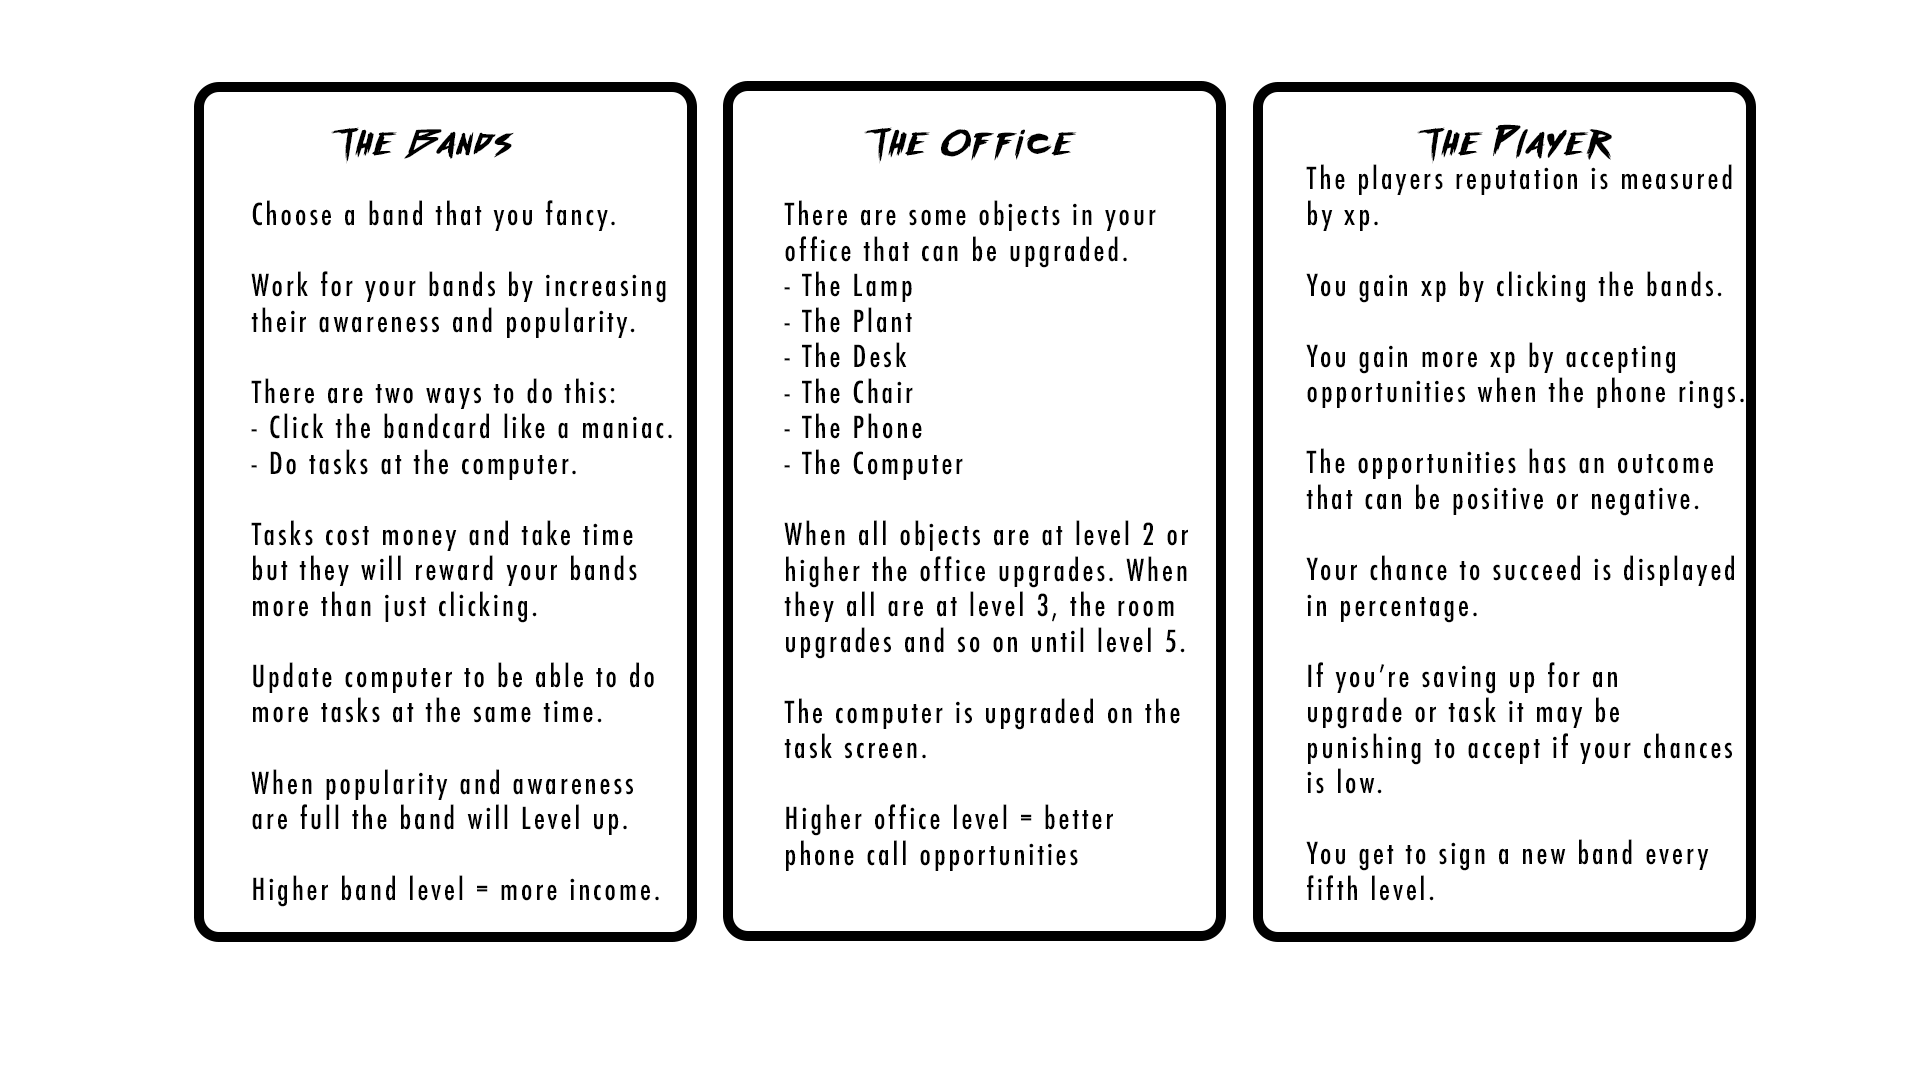 The Bands
Choose a band that you fancy.
Work for your bands by increasing
their awareness and popularity.
There are two ways to do this:
- Click the bandcard like a maniac.
- Do tasks at the computer.
Tasks cost money and take time
but they will reward your bands
more than just clicking.
Update computer to be able to do
more tasks at the same time.
When popularity and awareness
are full the band will Level up.
Higher band level = more income.
The Office
There are some objects in your
office that can be upgraded.
- The Lamp
- The Plant
- The Desk
- The Chair
- The Phone
- The Computer
When all objects are at level 2 or
higher the office upgrades. When
they all are at level 3, the room
upgrades and so on until level 5.
The computer is upgraded on the
task screen.
Higher office level = better
phone call opportunities
The Player
The players reputation is measured
by xp.
You gain xp by clicking the bands.
You gain more xp by accepting
opportunities when the phone rings.
The opportunities has an outcome
that can be positive or negative.
Your chance to succeed is displayed
in percentage.
If you’re saving up for an
upgrade or task it may be
punishing to accept if your chances
is low.
You get to sign a new band every
fifth level.